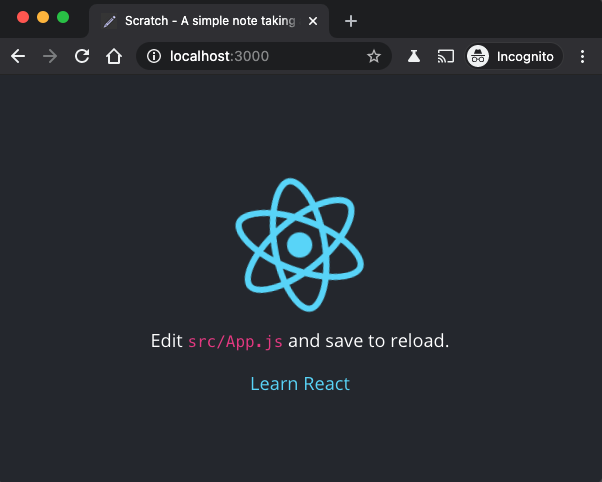 Scratch - A simple note taking
localhost:3000
Incognito
Edit src/App.js and save to reload.
Learn React